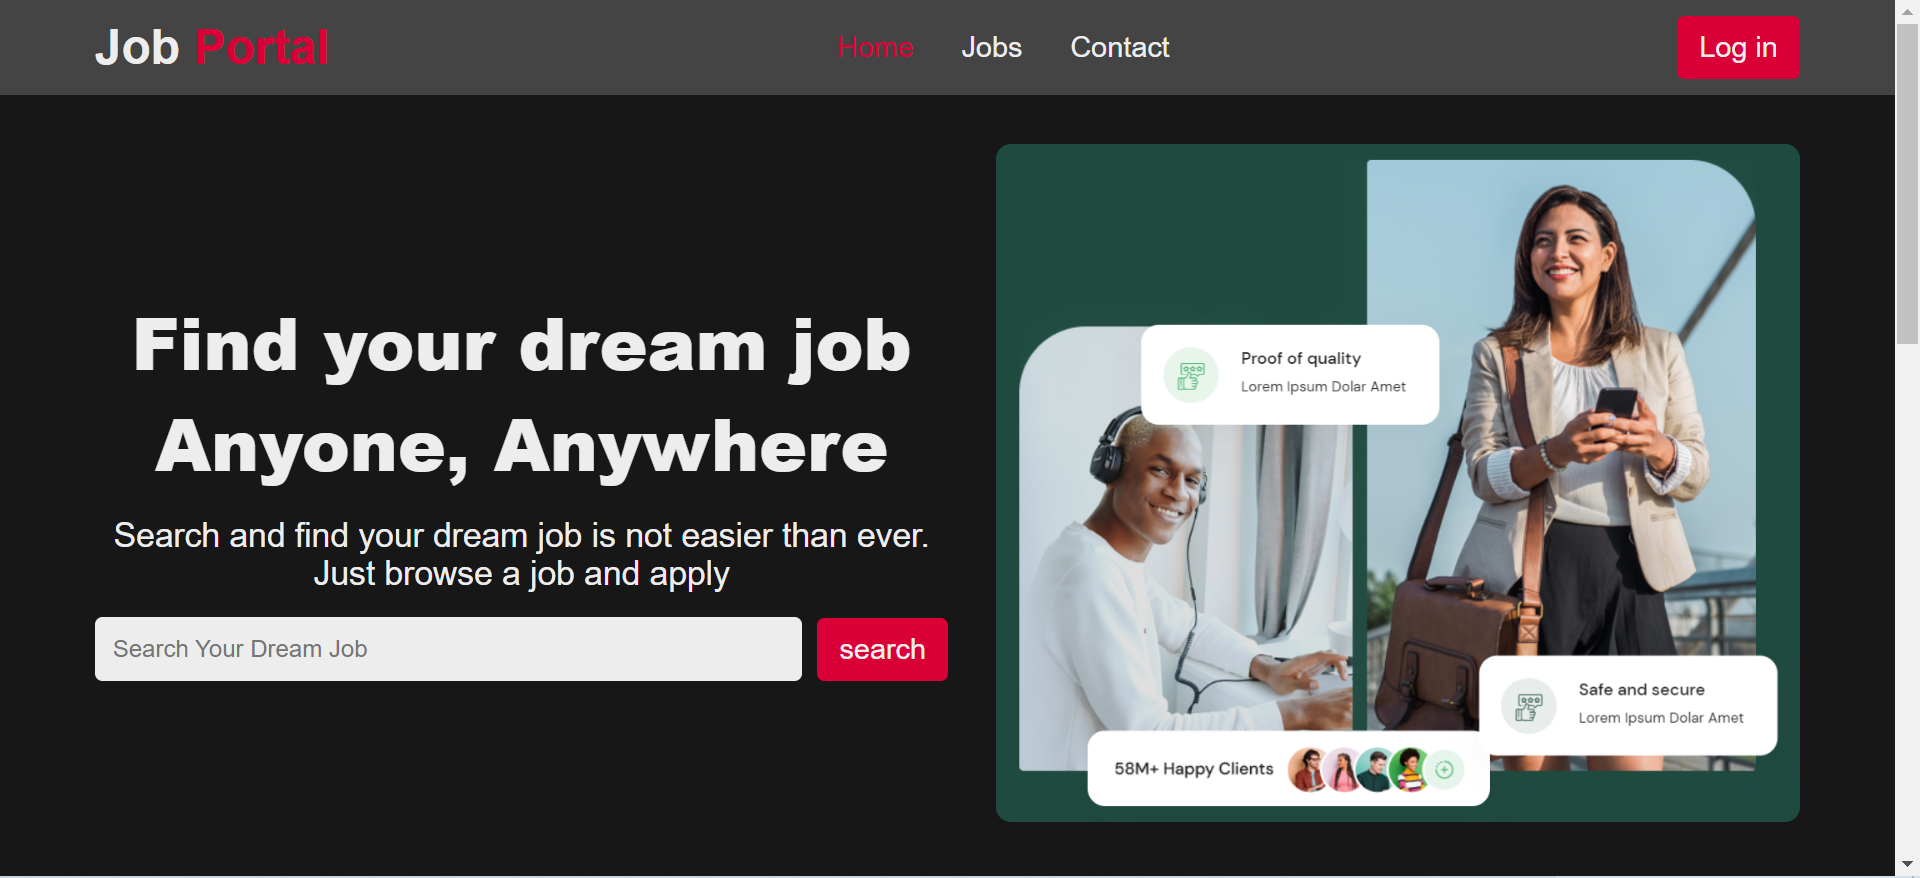 Job Portal
Home
Jobs
Contact
Log in
Find your dream job
Anyone, Anywhere
Search and find your dream job is not easier than ever.
Just browse a job and apply
Search Your Dream Job
search
Proof of quality
Lorem Ipsum Dolar Amet
Safe and secure
Lorem Ipsum Dolar Amet
58M+ Happy Clients